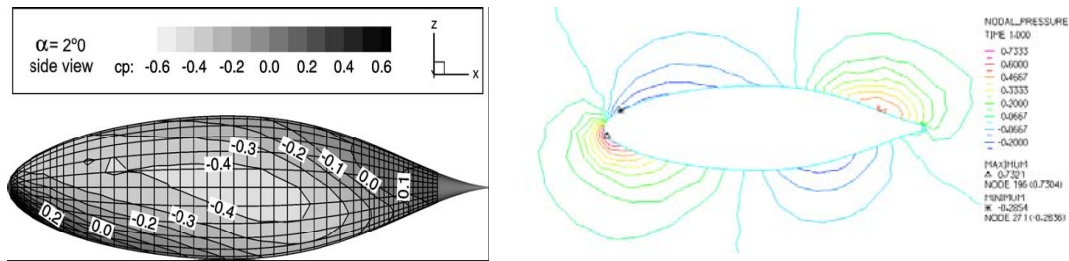 α= 2º0
side view
cp: -0.6 -0.4 -0.2 0.0 0.2 0.4 0.6
z
x
-0.3
-0.2
-0.1
0.0
0.1
-0.4
-0.4
-0.3
-0.2
0.0
0.2
NODAL_PRESSURE
TIME 1.000
0.7333
0.6000
0.4667
0.3333
0.2000
0.0667
-0.0667
-0.2000
MAXIMUM
0.7321
NODE 196 (0.7304)
MINIMUM
-0.2854
NODE 271 (-0.2836)